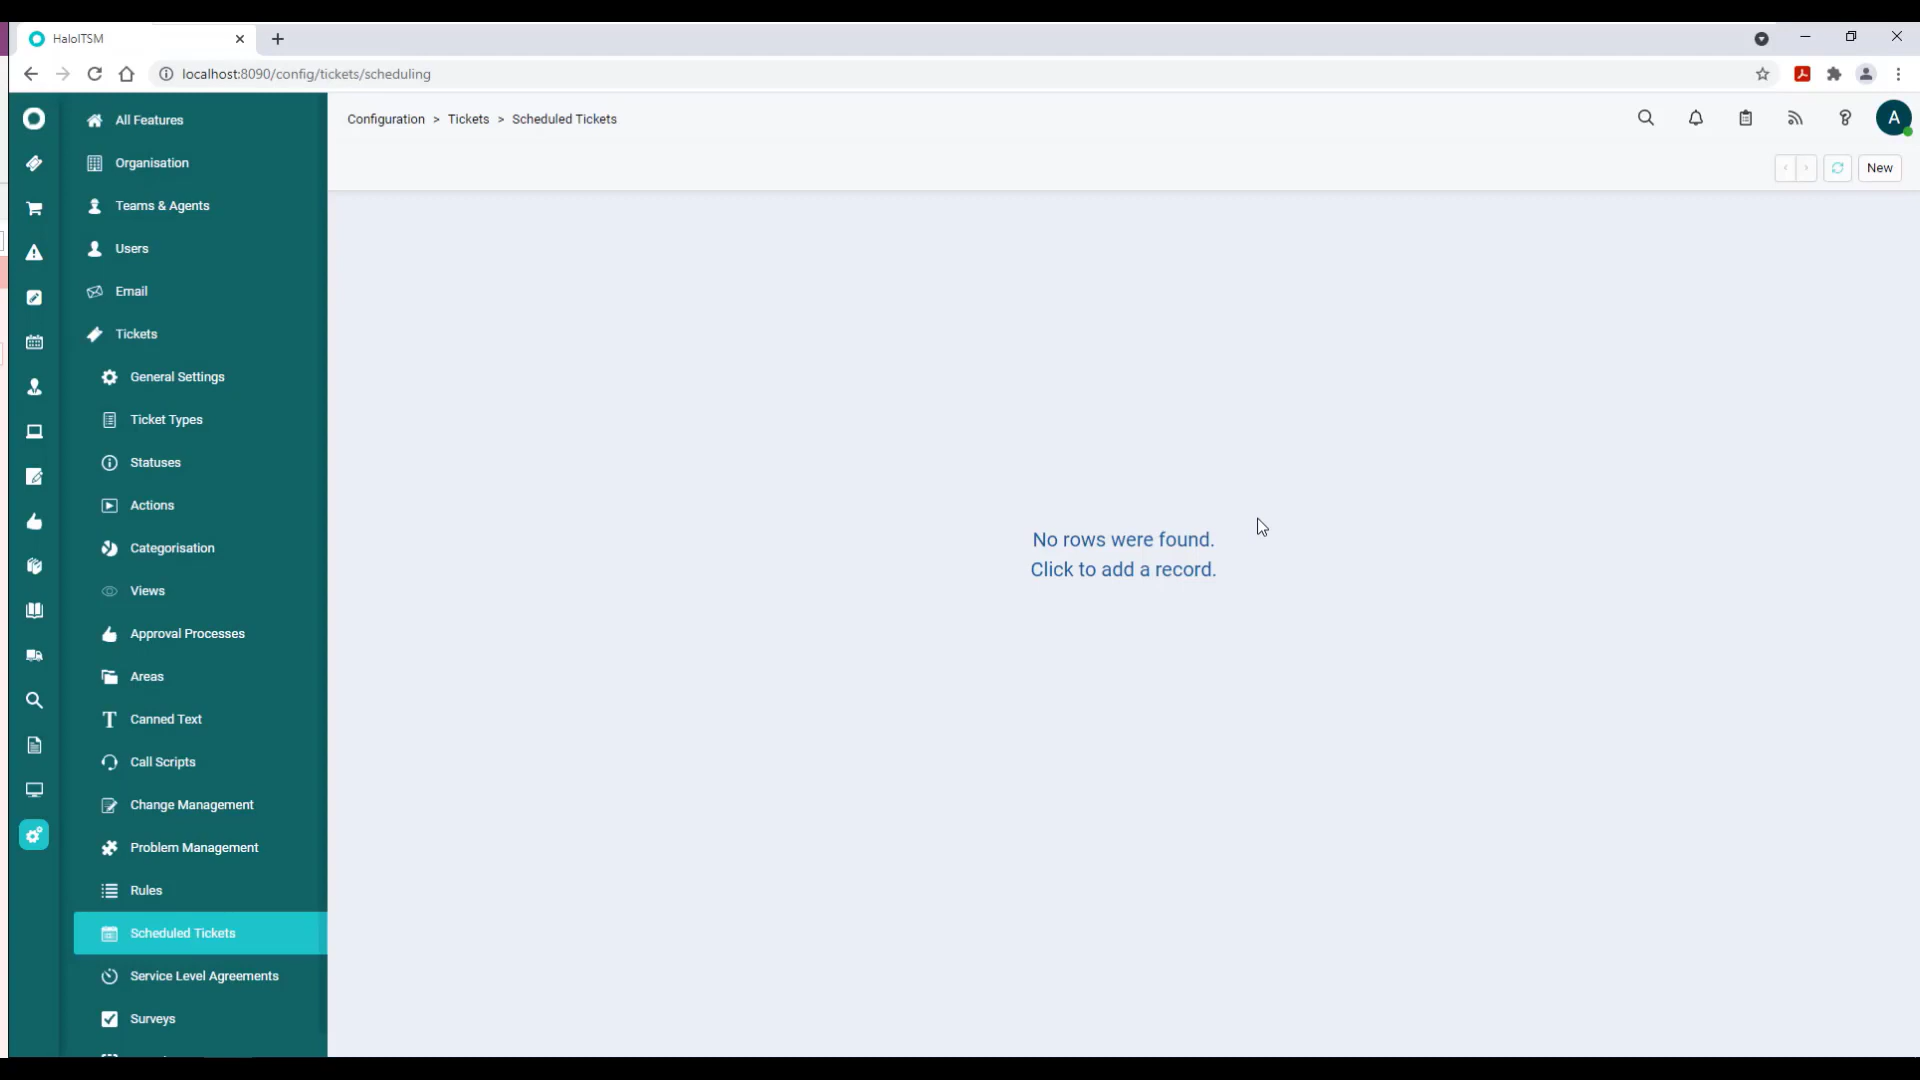 HaloITSM
localhost:8090/config/tickets/scheduling
All Features
Organisation
Teams & Agents
Users
Email
Tickets
General Settings
Ticket Types
Statuses
Actions
Categorisation
Views
Approval Processes
Areas
Canned Text
Call Scripts
Change Management
Problem Management
Rules
Scheduled Tickets
Service Level Agreements
Surveys
Configuration > Tickets > Scheduled Tickets
A
New
No rows were found.
Click to add a record.